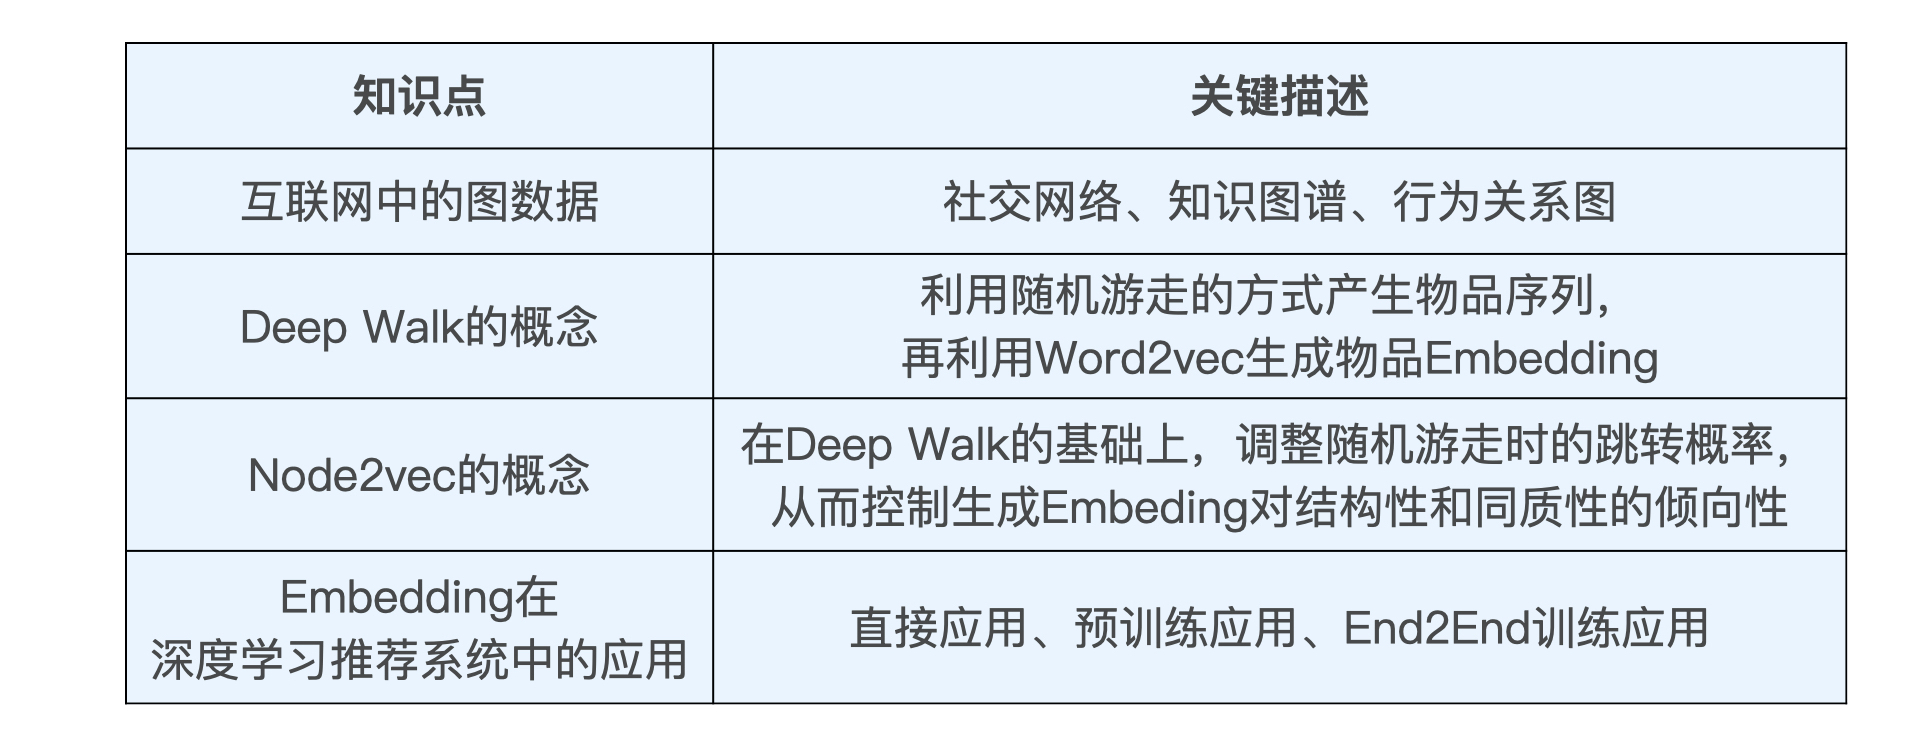 知识点
关键描述
互联网中的图数据
社交网络、知识图谱、行为关系图
Deep Walk的概念
利用随机游走的方式产生物品序列，
再利用Word2vec生成物品Embedding
Node2vec的概念
在Deep Walk的基础上，调整随机游走时的跳转概率，
从而控制生成Embeding对结构性和同质性的倾向性
Embedding在
深度学习推荐系统中的应用
直接应用、预训练应用、End2End训练应用